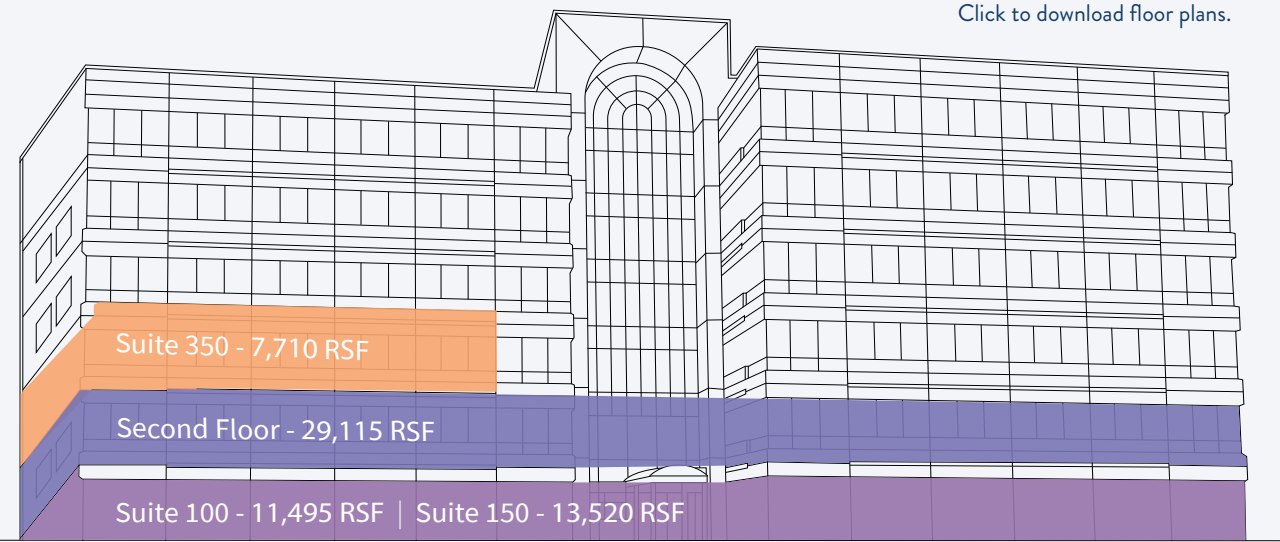 Click to download floor plans.
Suite 350 - 7,710 RSF
Second Floor - 29,115 RSF
Suite 100 - 11,495 RSF | Suite 150 - 13,520 RSF